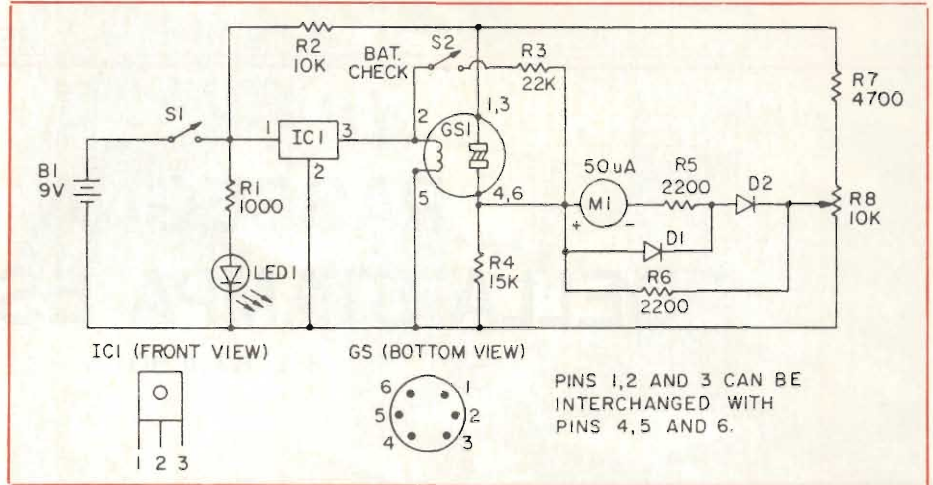 R2
10K
BAT.
CHECK
S2
R3
22K
R7
4700
S1
1
IC1
3
2
2
GS1
1,3
5
4,6
B1
9V
R1
1000
LED1
50uA
M1
+
-
R5
2200
D2
D1
R6
2200
R8
10K
R4
15K
IC1 (FRONT VIEW)
1 2 3
GS (BOTTOM VIEW)
6
1
5
2
4
3
PINS 1,2 AND 3 CAN BE
INTERCHANGED WITH
PINS 4,5 AND 6.